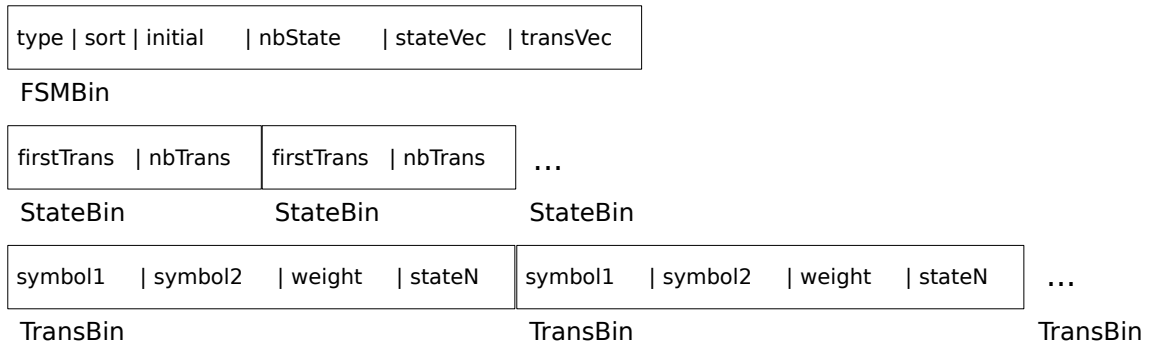 type | sort | initial | nbState | stateVec | transVec
FSMBin
firstTrans | nbTrans firstTrans | nbTrans ...
StateBin StateBin StateBin
symbol1 | symbol2 | weight | stateN symbol1 | symbol2 | weight | stateN ...
TransBin TransBin TransBin